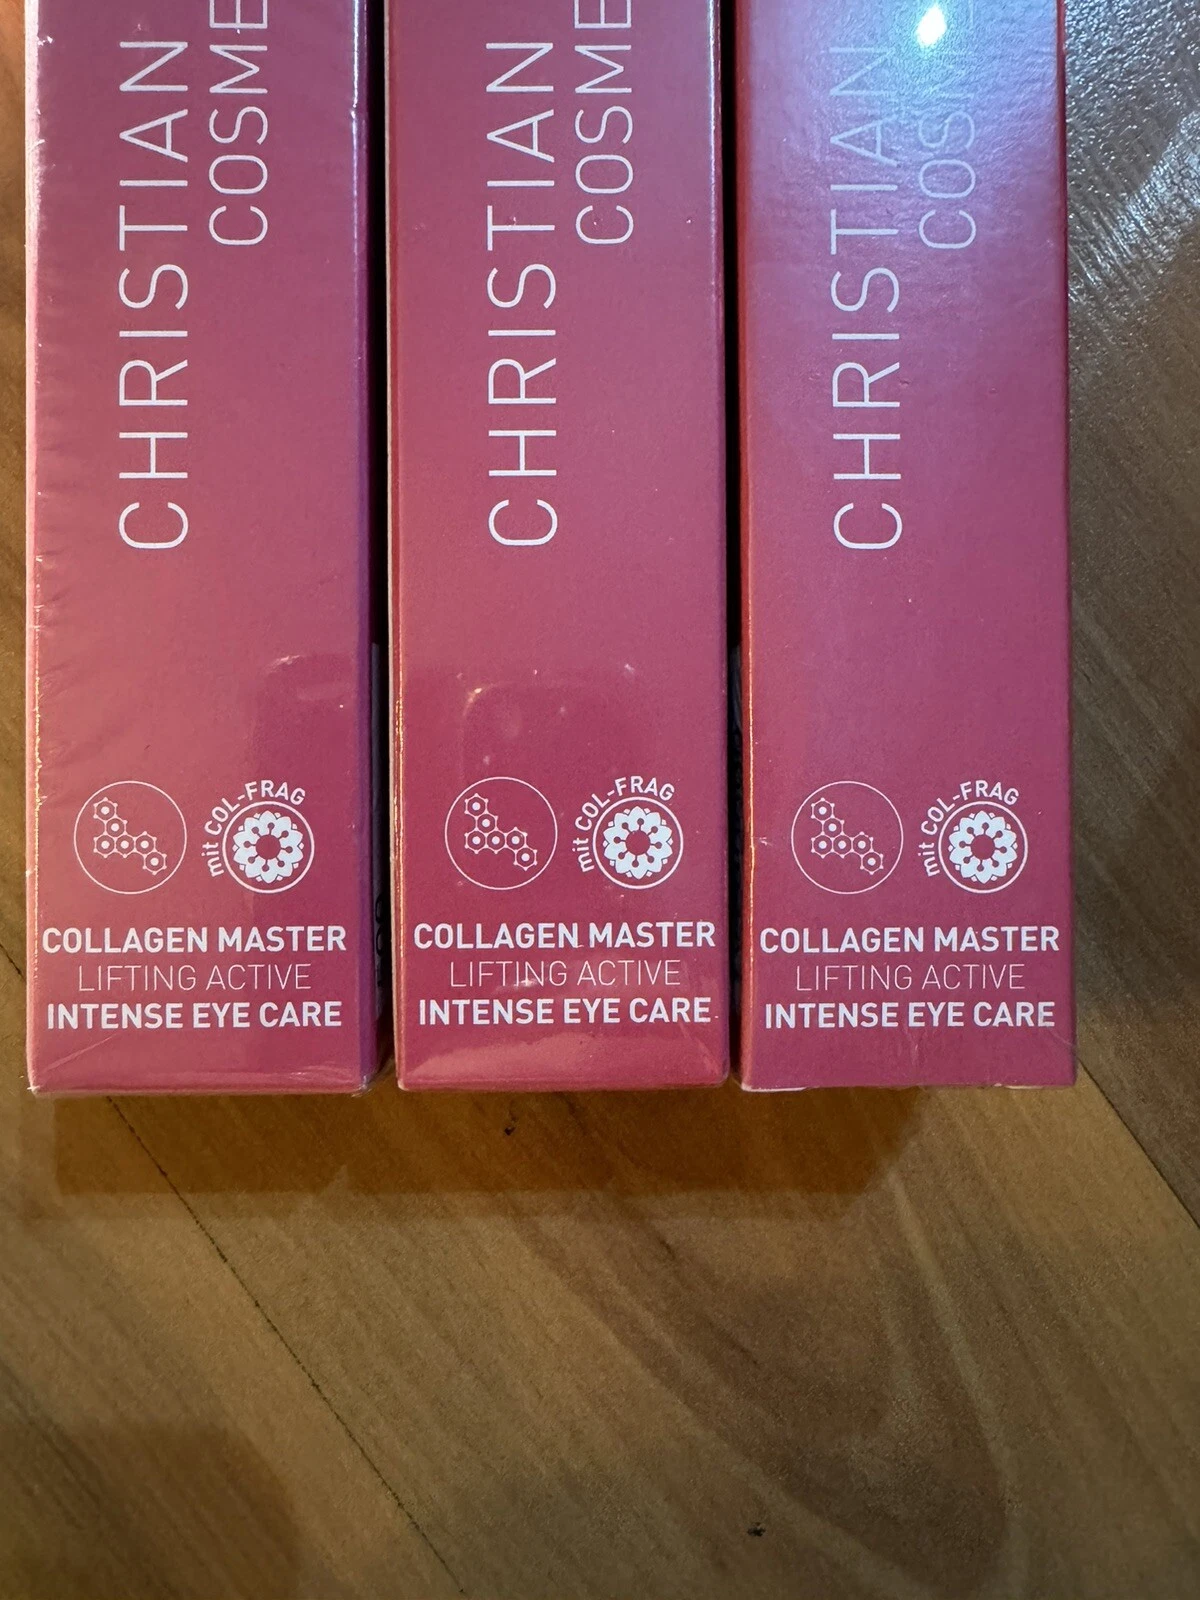 CHRISTIAN
mit COL-FRAG
COLLAGEN MASTER
LIFTING ACTIVE
INTENSE EYE CARE
CHRISTIAN
mit COL-FRAG
COLLAGEN MASTER
LIFTING ACTIVE
INTENSE EYE CARE
CHRISTIAN
mit COL-FRAG
COLLAGEN MASTER
LIFTING ACTIVE
INTENSE EYE CARE